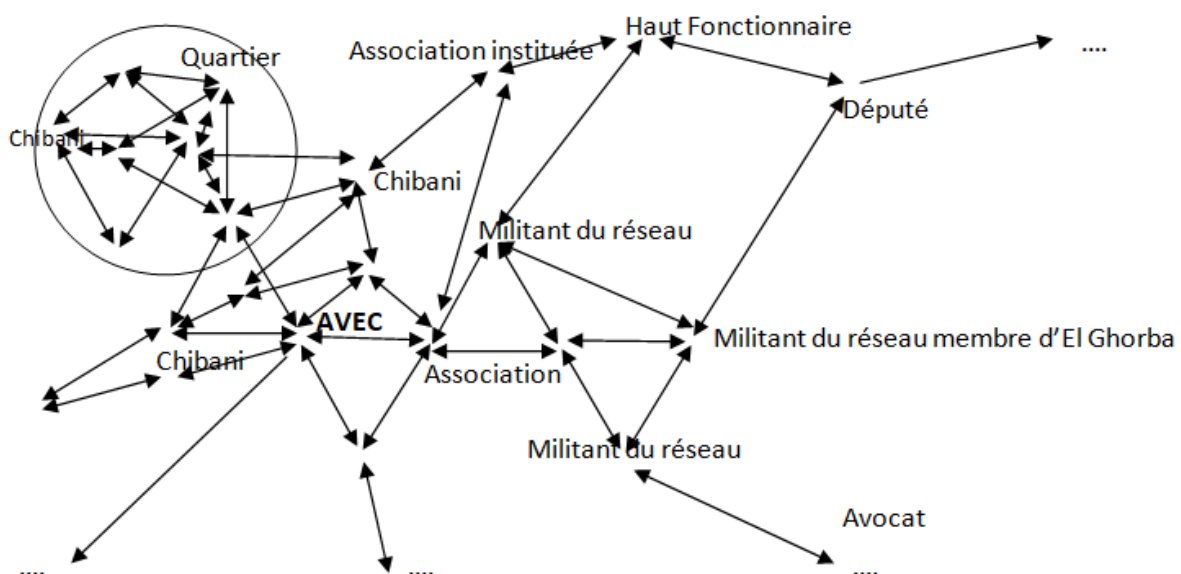 Haut Fonctionnaire
Association instituée
....
Quartier
Député
Chibani
Chibani
Militant du réseau
AVEC
Militant du réseau membre d'El Ghorba
Chibani
Association
Militant du réseau
Avocat
....
....
....